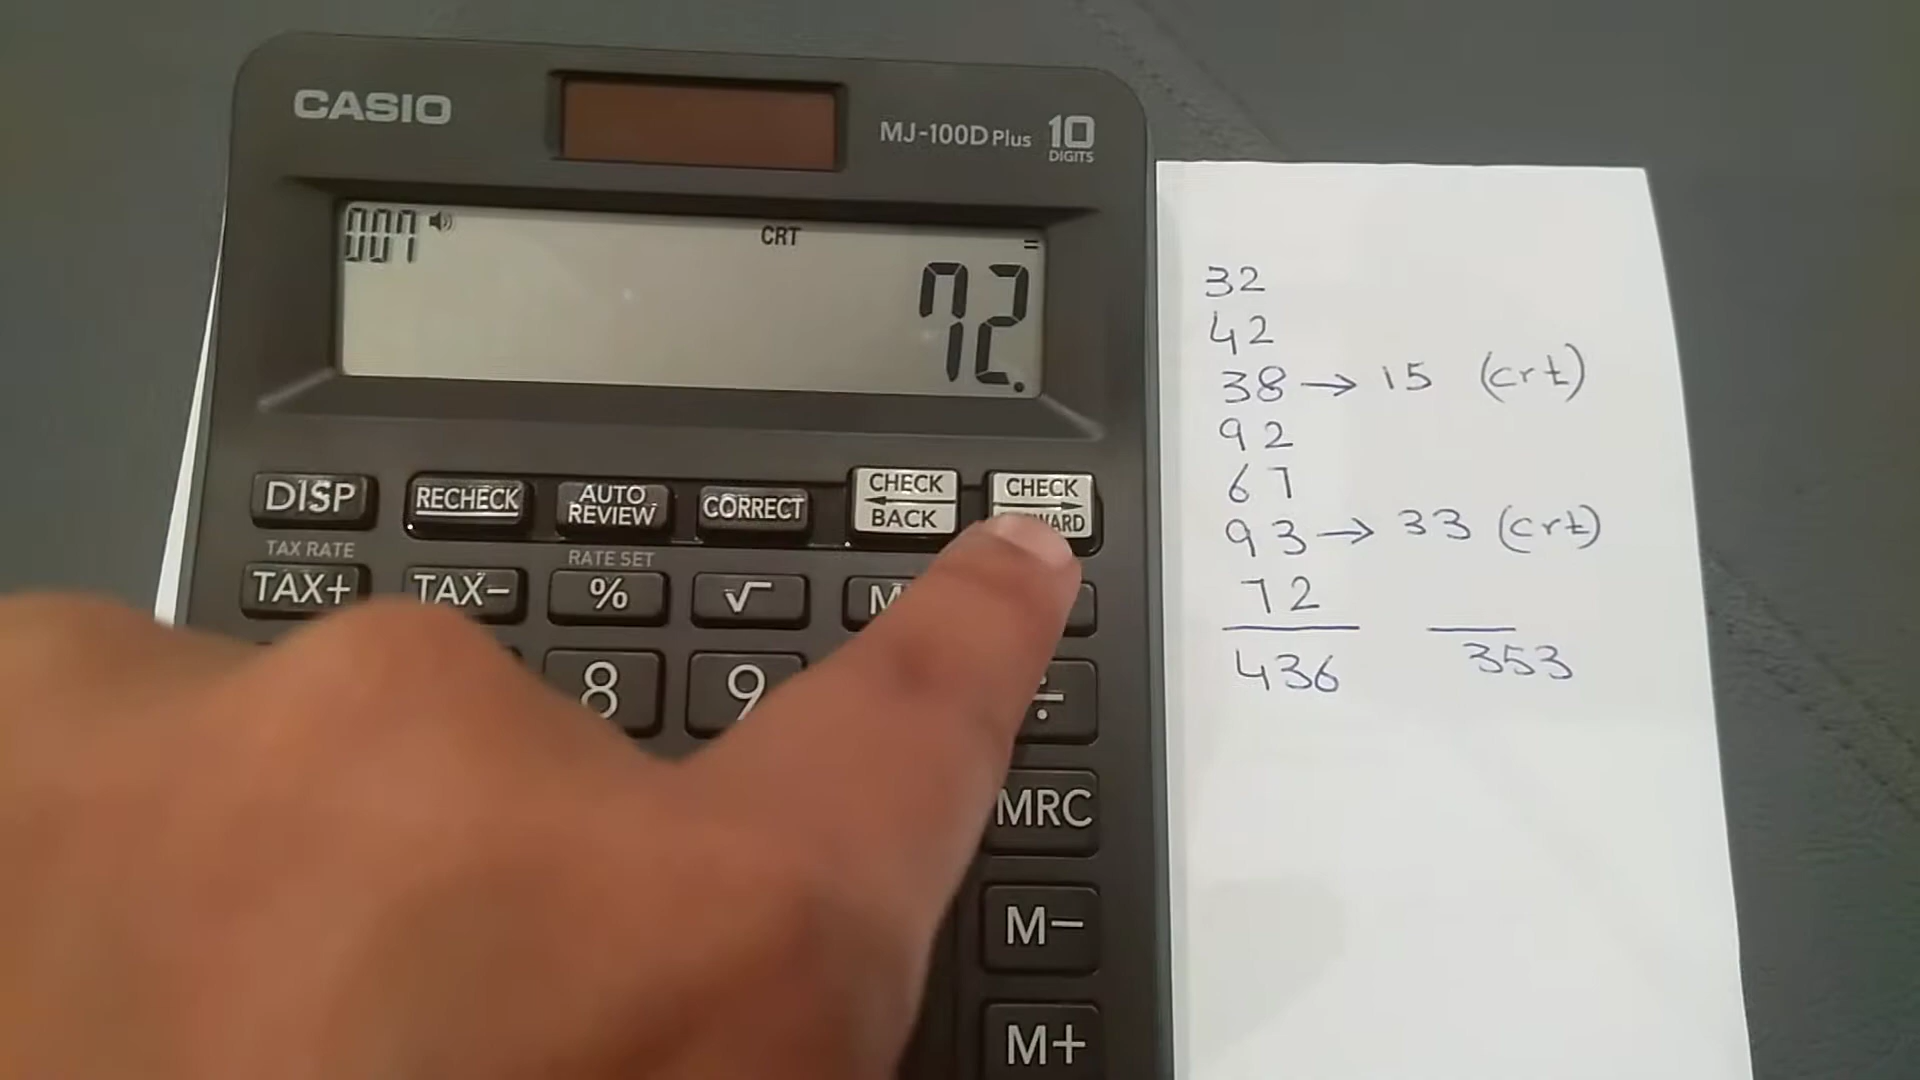 CASIO
MJ-100D Plus 10
DIGITS
007 CRT =
72.
DISP RECHECK AUTO REVIEW CORRECT CHECK BACK CHECK
TAX RATE RATE SET
TAX+ TAX− % √
8 9 ÷
MRC
M−
M+
32
42
38 → 15 (crt)
92
67
93 → 33 (crt)
72
436 353